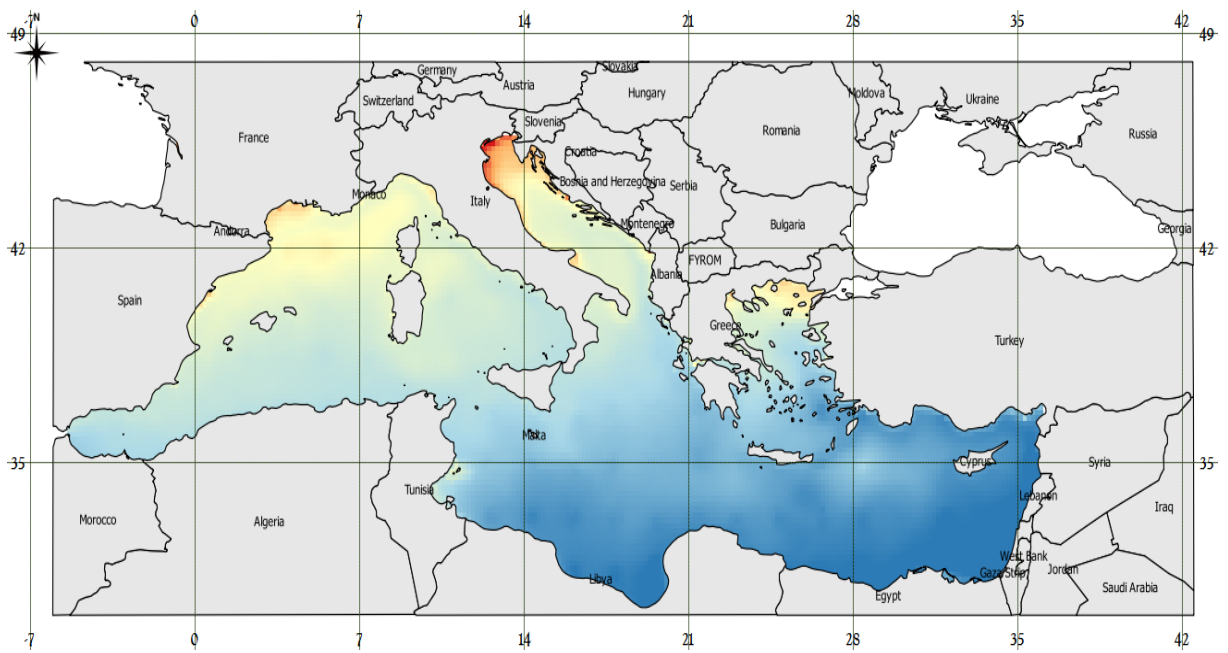 -7 0 7 14 21 28 35 42
N
49 49
Germany Slovakia
Austria
Switzerland Hungary Moldova Ukraine
Slovenia Romania Russia
France Croatia
Bosnia and Herzegovina Serbia
Monaco Italy
Andorra Montenegro Bulgaria Georgia
42 42
FYROM
Albania
Spain
Greece Turkey
Malta
35 35
Cyprus Syria
Tunisia Lebanon
Morocco Algeria Iraq
West Bank
Libya Gaza Strip Jordan
Egypt Saudi Arabia
-7 0 7 14 21 28 35 42